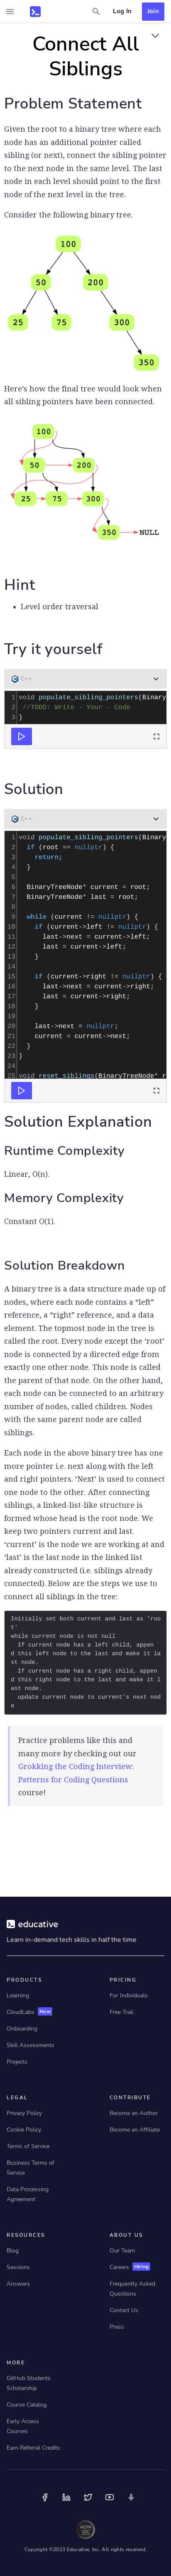 Log In
Join
Connect All
Siblings
Problem Statement
Given the root to a binary tree where each
node has an additional pointer called
sibling (or next), connect the sibling pointer
to the next node in the same level. The last
node in each level should point to the first
node of the next level in the tree.
Consider the following binary tree.
100
50
200
25
75
300
350
Here's how the final tree would look when
all sibling pointers have been connected.
100
50
200
25
75
300
350
NULL
Hint
• Level order traversal
Try it yourself
C++
1 void populate_sibling_pointers(Binary
2 //TODO: Write - Your - Code
3 }
Solution
C++
1 void populate_sibling_pointers(Binary
2 if (root == nullptr) {
3 return;
4 }
5
6 BinaryTreeNode* current = root;
7 BinaryTreeNode* last = root;
8
9 while (current != nullptr) {
10 if (current->left != nullptr) {
11 last->next = current->left;
12 last = current->left;
13 }
14
15 if (current->right != nullptr) {
16 last->next = current->right;
17 last = current->right;
18 }
19
20 last->next = nullptr;
21 current = current->next;
22 }
23 }
24
25 void reset_siblings(BinaryTreeNode* r
Solution Explanation
Runtime Complexity
Linear, O(n).
Memory Complexity
Constant O(1).
Solution Breakdown
A binary tree is a data structure made up of
nodes, where each node contains a “left”
reference, a “right” reference, and a data
element. The topmost node in the tree is
called the root. Every node except the ‘root’
node is connected by a directed edge from
exactly one other node. This node is called
the parent of that node. On the other hand,
each node can be connected to an arbitrary
number of nodes, called children. Nodes
with the same parent node are called
siblings.
Each node in the above binary tree has one
more pointer i.e. next along with the left
and right pointers. ‘Next’ is used to connect
one node to the other. After connecting
siblings, a linked-list-like structure is
formed whose head is the root node. We
keep two pointers current and last.
‘current’ is the node we are working at and
‘last’ is the last node in the linked list
already constructed (i.e. siblings already
connected). Below are the steps we use to
connect all siblings in the tree:
Initially set both current and last as 'roo
t'
while current node is not null
If current node has a left child, appen
d this left node to the last and make it la
st node.
If current node has a right child, appen
d this right node to the last and make it l
ast node.
update current node to current's next nod
e
Practice problems like this and
many more by checking out our
Grokking the Coding Interview:
Patterns for Coding Questions
course!
educative
Learn in-demand tech skills in half the time
PRODUCTS
Learning
CloudLabs New
Onboarding
Skill Assessments
Projects
PRICING
For Individuals
Free Trial
LEGAL
Privacy Policy
Cookie Policy
Terms of Service
Business Terms of
Service
Data Processing
Agreement
CONTRIBUTE
Become an Author
Become an Affiliate
RESOURCES
Blog
Sessions
Answers
ABOUT US
Our Team
Careers Hiring
Frequently Asked
Questions
Contact Us
Press
MORE
GitHub Students
Scholarship
Course Catalog
Early Access
Courses
Earn Referral Credits
Copyright ©2023 Educative, Inc. All rights reserved.